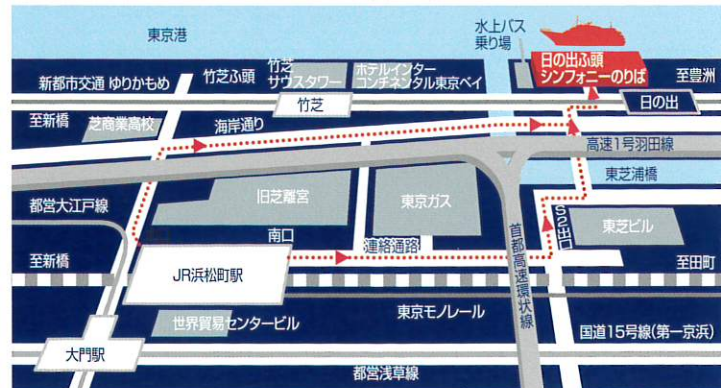 東京港
水上バス
乗り場
日の出ふ頭
シンフォニーのりば
新都市交通 ゆりかもめ
竹芝ふ頭
竹芝
サウスタワー
ホテルインター
コンチネンタル東京ベイ
至豊洲
竹芝
日の出
至新橋
芝商業高校
海岸通り
高速1号羽田線
東芝浦橋
都営大江戸線
旧芝離宮
東京ガス
首都高速環状線
S2出口
東芝ビル
南口
連絡通路
至新橋
JR浜松町駅
至田町
東京モノレール
世界貿易センタービル
大門駅
国道15号線(第一京浜)
都営浅草線